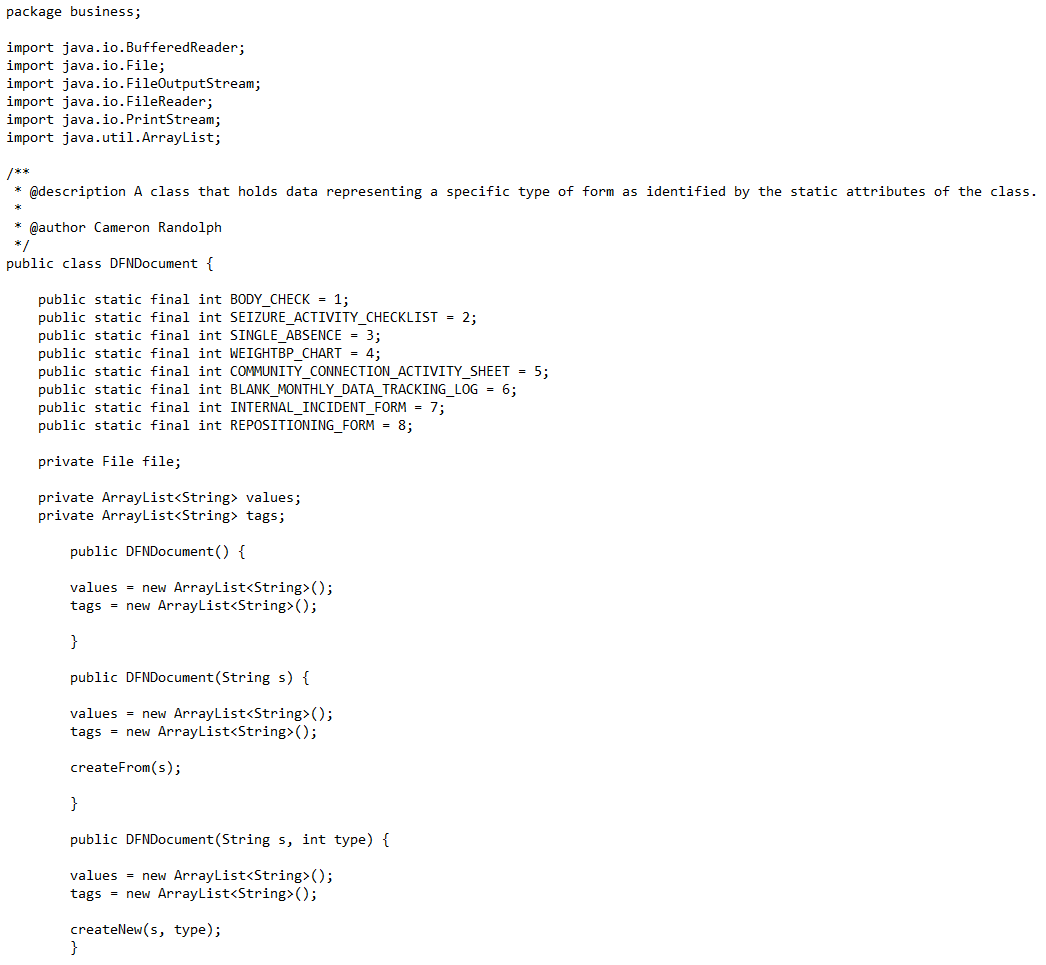 package business;

import java.io.BufferedReader;
import java.io.File;
import java.io.FileOutputStream;
import java.io.FileReader;
import java.io.PrintStream;
import java.util.ArrayList;

/**
 * @description A class that holds data representing a specific type of form as identified by the static attributes of the class.
 *
 * @author Cameron Randolph
 */
public class DFNDocument {

    public static final int BODY_CHECK = 1;
    public static final int SEIZURE_ACTIVITY_CHECKLIST = 2;
    public static final int SINGLE_ABSENCE = 3;
    public static final int WEIGHTBP_CHART = 4;
    public static final int COMMUNITY_CONNECTION_ACTIVITY_SHEET = 5;
    public static final int BLANK_MONTHLY_DATA_TRACKING_LOG = 6;
    public static final int INTERNAL_INCIDENT_FORM = 7;
    public static final int REPOSITIONING_FORM = 8;

    private File file;

    private ArrayList<String> values;
    private ArrayList<String> tags;

        public DFNDocument() {

        values = new ArrayList<String>();
        tags = new ArrayList<String>();

        }

        public DFNDocument(String s) {

        values = new ArrayList<String>();
        tags = new ArrayList<String>();

        createFrom(s);

        }

        public DFNDocument(String s, int type) {

        values = new ArrayList<String>();
        tags = new ArrayList<String>();

        createNew(s, type);
        }